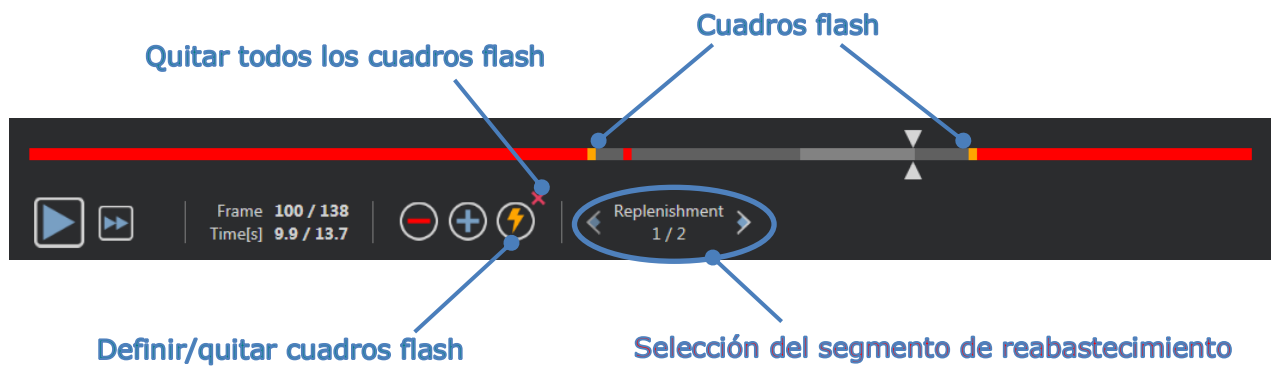 Cuadros flash
Quitar todos los cuadros flash
Frame 100 / 138
Time[s] 9.9 / 13.7
Replenishment
1 / 2
Definir/quitar cuadros flash
Selección del segmento de reabastecimiento